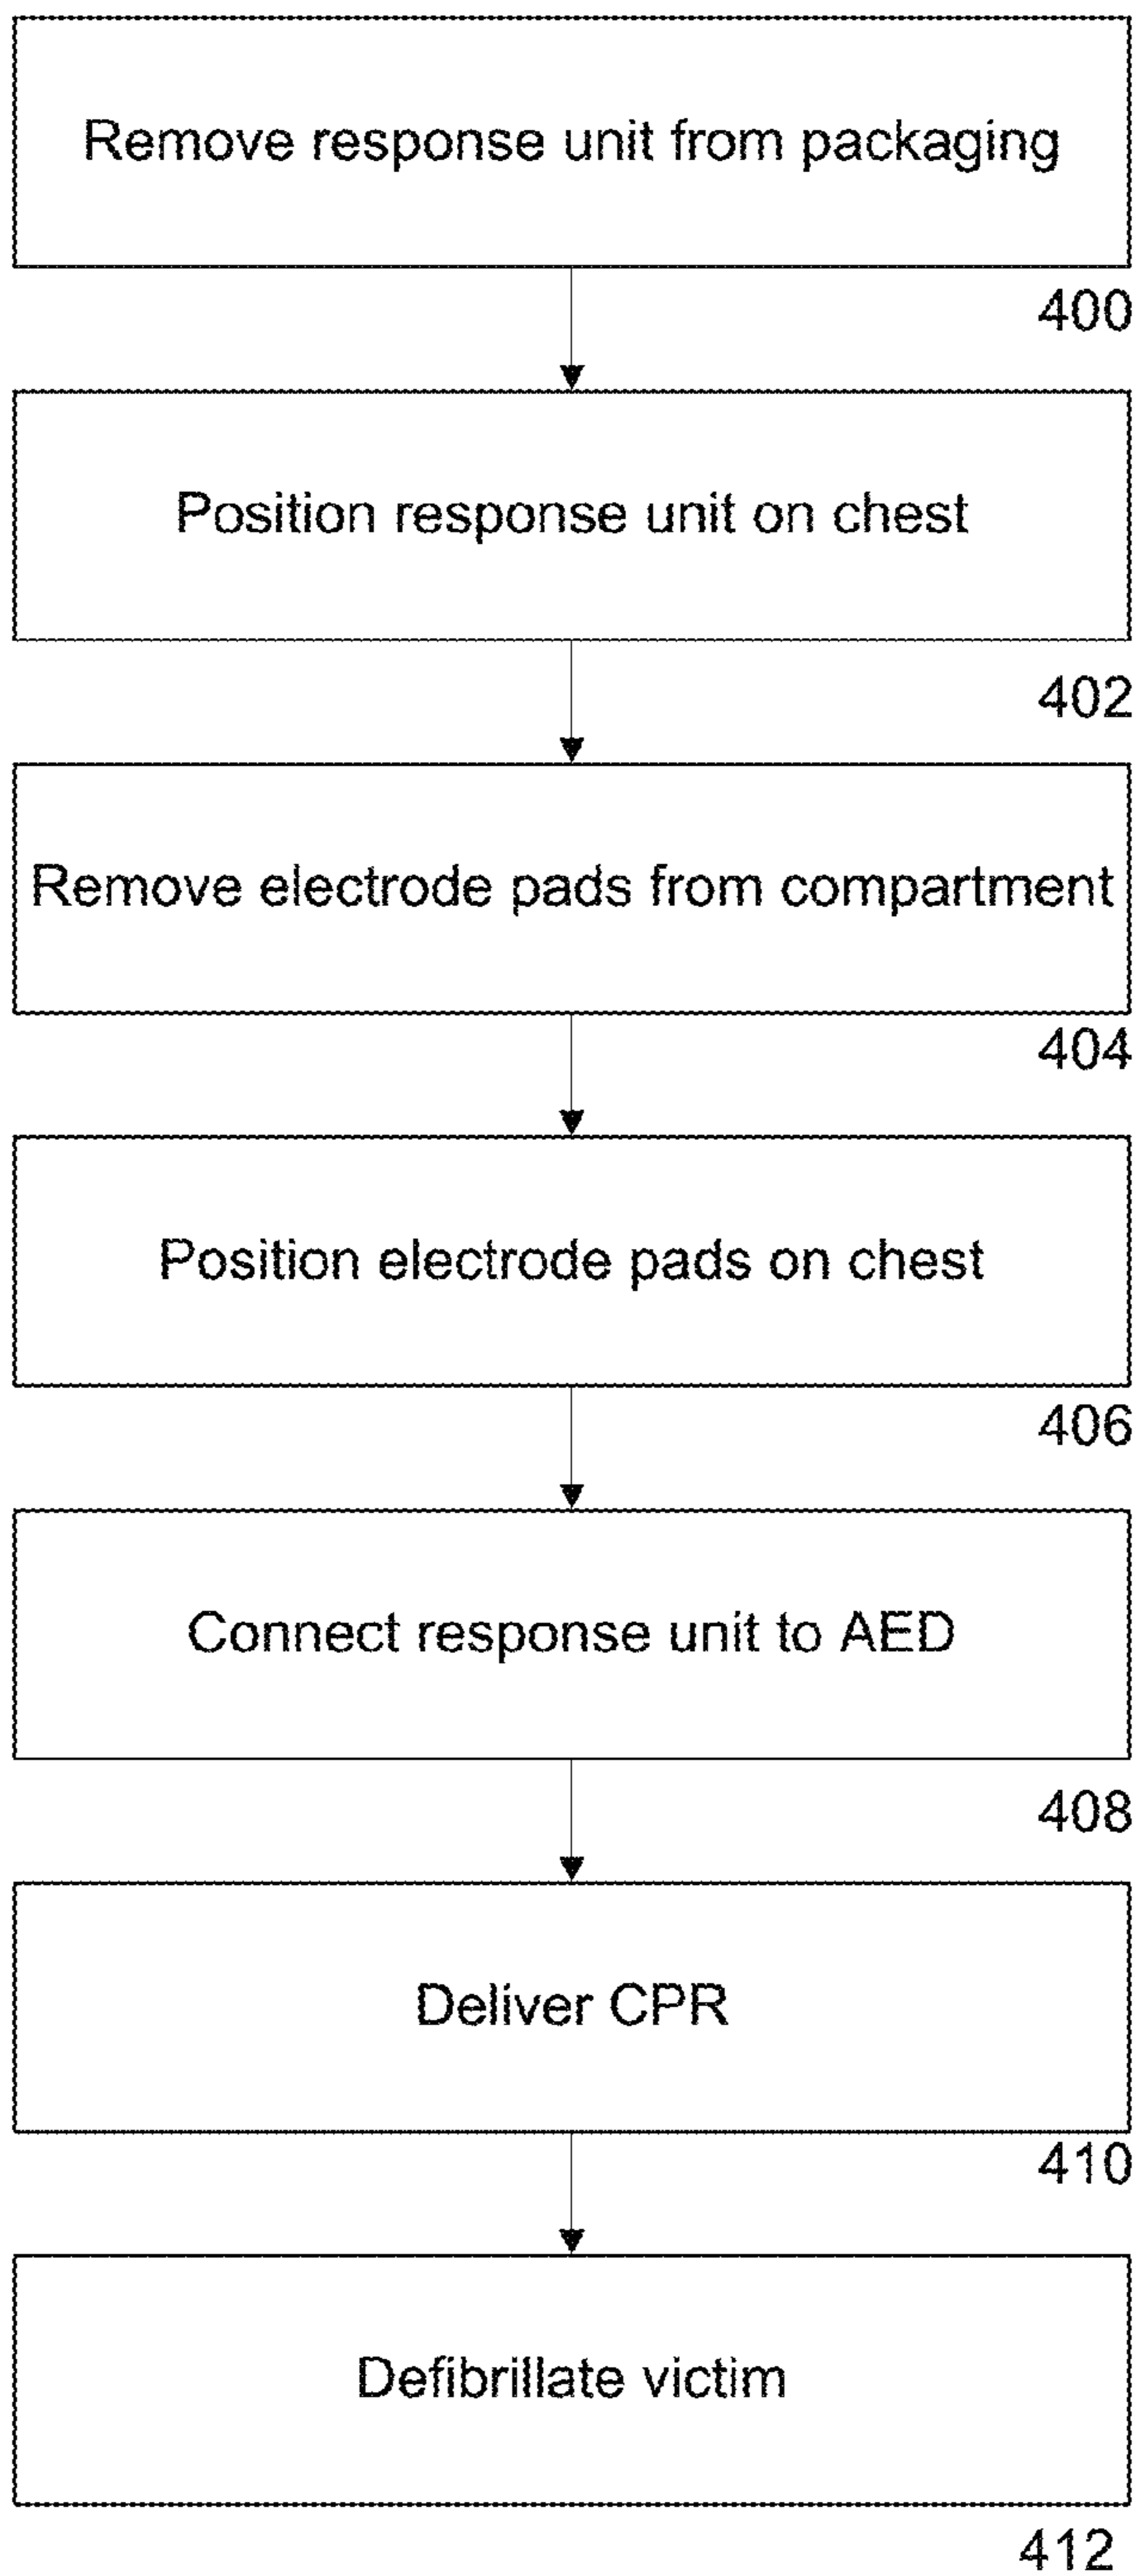 Remove response unit from packaging
400
Position response unit on chest
402
Remove electrode pads from compartment
404
Position electrode pads on chest
406
Connect response unit to AED
408
Deliver CPR
410
Defibrillate victim
412